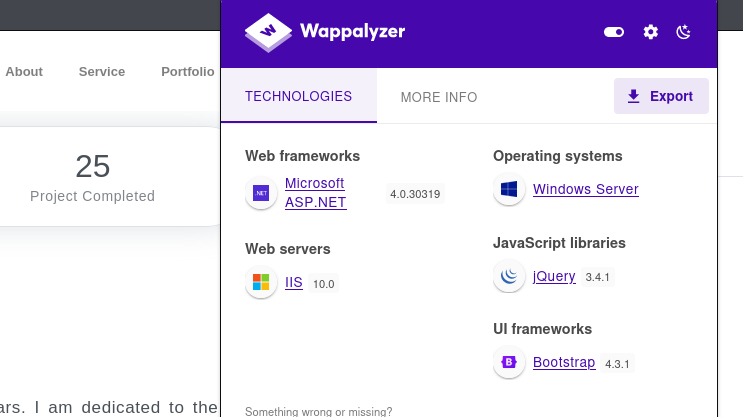 Wappalyzer
About Service Portfolio
TECHNOLOGIES MORE INFO Export
25
Project Completed
Web frameworks
.NET
Microsoft
ASP.NET
4.0.30319
Web servers
IIS 10.0
Operating systems
Windows Server
JavaScript libraries
jQuery 3.4.1
UI frameworks
B
Bootstrap 4.3.1
ars. I am dedicated to the
Something wrong or missing?